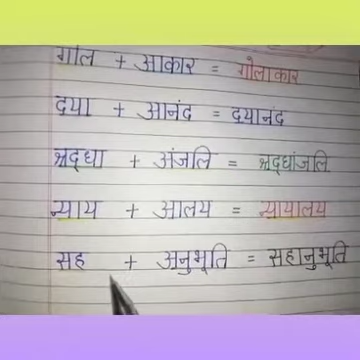 गोल + आकार = गोलाकार
दया + आनंद = दयानंद
श्रद्धा + अंजलि = श्रद्धांजलि
न्याय + आलय = न्यायालय
सह + अनुभूति = सहानुभूति